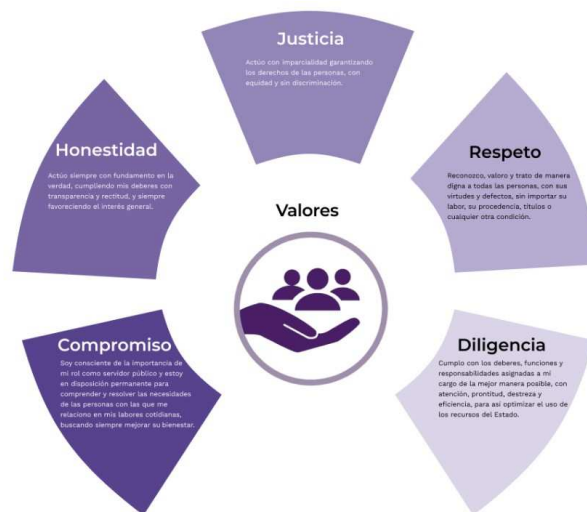 Justicia
Actúo con imparcialidad garantizando
los derechos de las personas, con
equidad y sin discriminación.
Honestidad
Actúo siempre con fundamento en la
verdad, cumpliendo mis deberes con
transparencia y rectitud, y siempre
favoreciendo el interés general.
Respeto
Reconozco, valoro y trato de manera
digna a todas las personas, con sus
virtudes y defectos, sin importar su
labor, su procedencia, títulos o
cualquier otra condición.
Valores
Compromiso
Soy consciente de la importancia de
mi rol como servidor público y estoy
en disposición permanente para
comprender y resolver las necesidades
de las personas con las que me
relaciono en mis labores cotidianas,
buscando siempre mejorar su bienestar.
Diligencia
Cumplo con los deberes, funciones y
responsabilidades asignadas a mi
cargo de la mejor manera posible, con
atención, prontitud, destreza y
eficiencia, para así optimizar el uso de
los recursos del Estado.